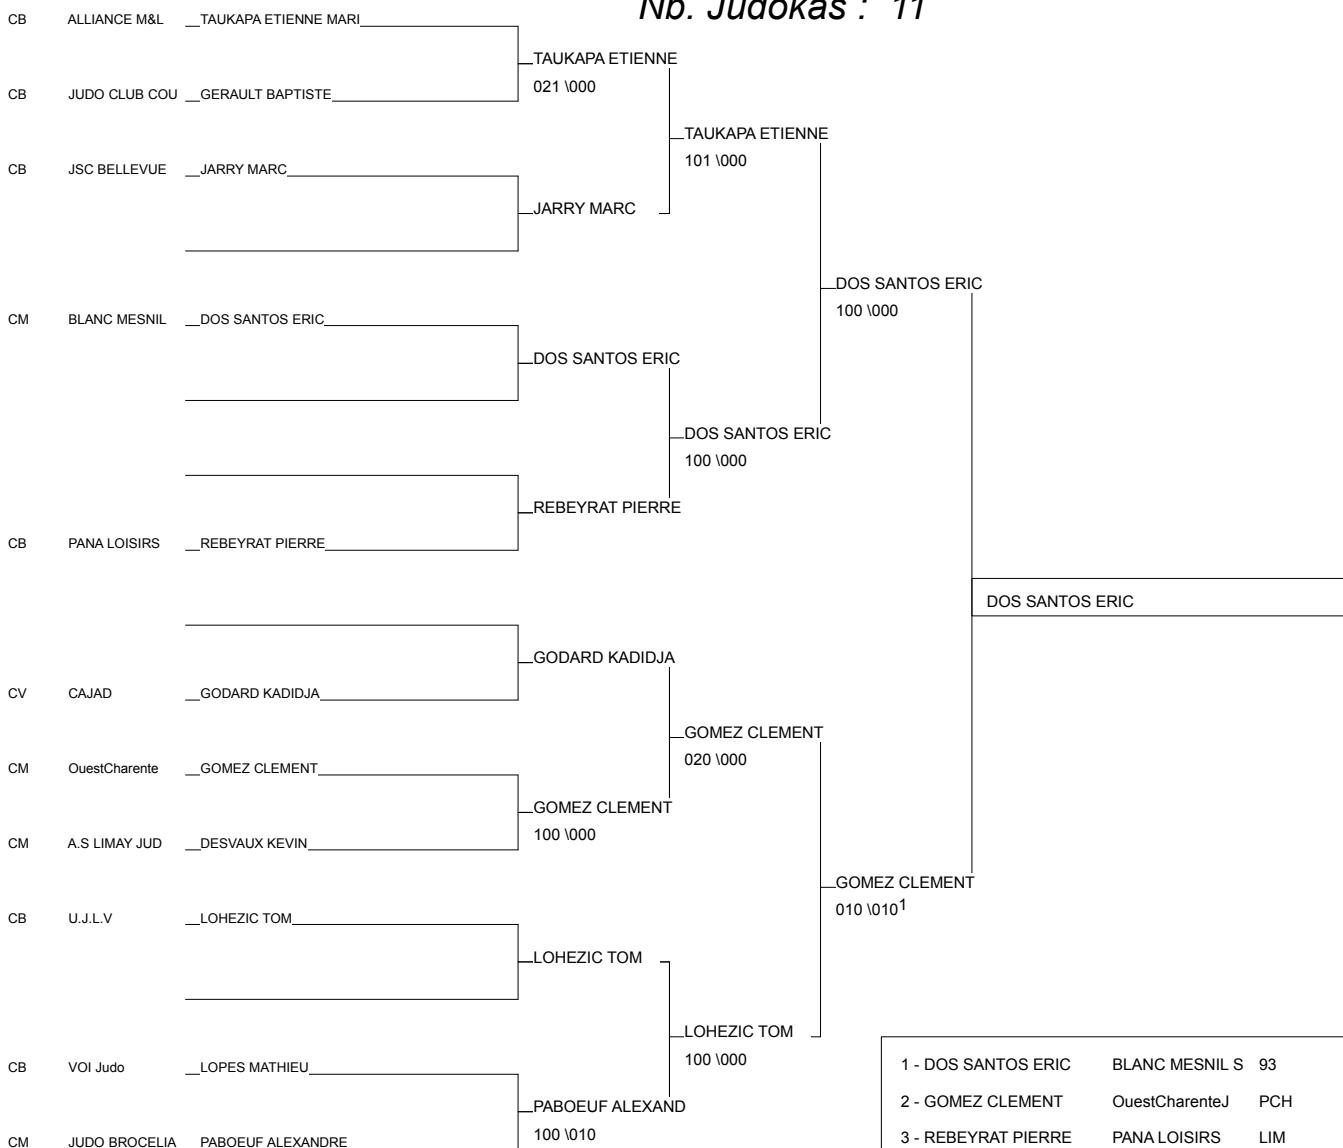 Nb. Judokas : 11
CB ALLIANCE M&L TAUKAPA ETIENNE MARI
TAUKAPA ETIENNE
021 \000
CB JUDO CLUB COU GERAULT BAPTISTE
TAUKAPA ETIENNE
101 \000
CB JSC BELLEVUE JARRY MARC
JARRY MARC
DOS SANTOS ERIC
100 \000
CM BLANC MESNIL DOS SANTOS ERIC
DOS SANTOS ERIC
DOS SANTOS ERIC
100 \000
REBEYRAT PIERRE
CB PANA LOISIRS REBEYRAT PIERRE
DOS SANTOS ERIC
GODARD KADIDJA
CV CAJAD GODARD KADIDJA
GOMEZ CLEMENT
020 \000
CM OuestCharente GOMEZ CLEMENT
GOMEZ CLEMENT
100 \000
CM A.S LIMAY JUD DESVAUX KEVIN
GOMEZ CLEMENT
010 \010¹
CB U.J.L.V LOHEZIC TOM
LOHEZIC TOM
LOHEZIC TOM
100 \000
CB VOI Judo LOPES MATHIEU
PABOEUF ALEXAND
100 \010
CM JUDO BROCELIA PABOEUF ALEXANDRE
1 - DOS SANTOS ERIC BLANC MESNIL S 93
2 - GOMEZ CLEMENT OuestCharenteJ PCH
3 - REBEYRAT PIERRE PANA LOISIRS LIM